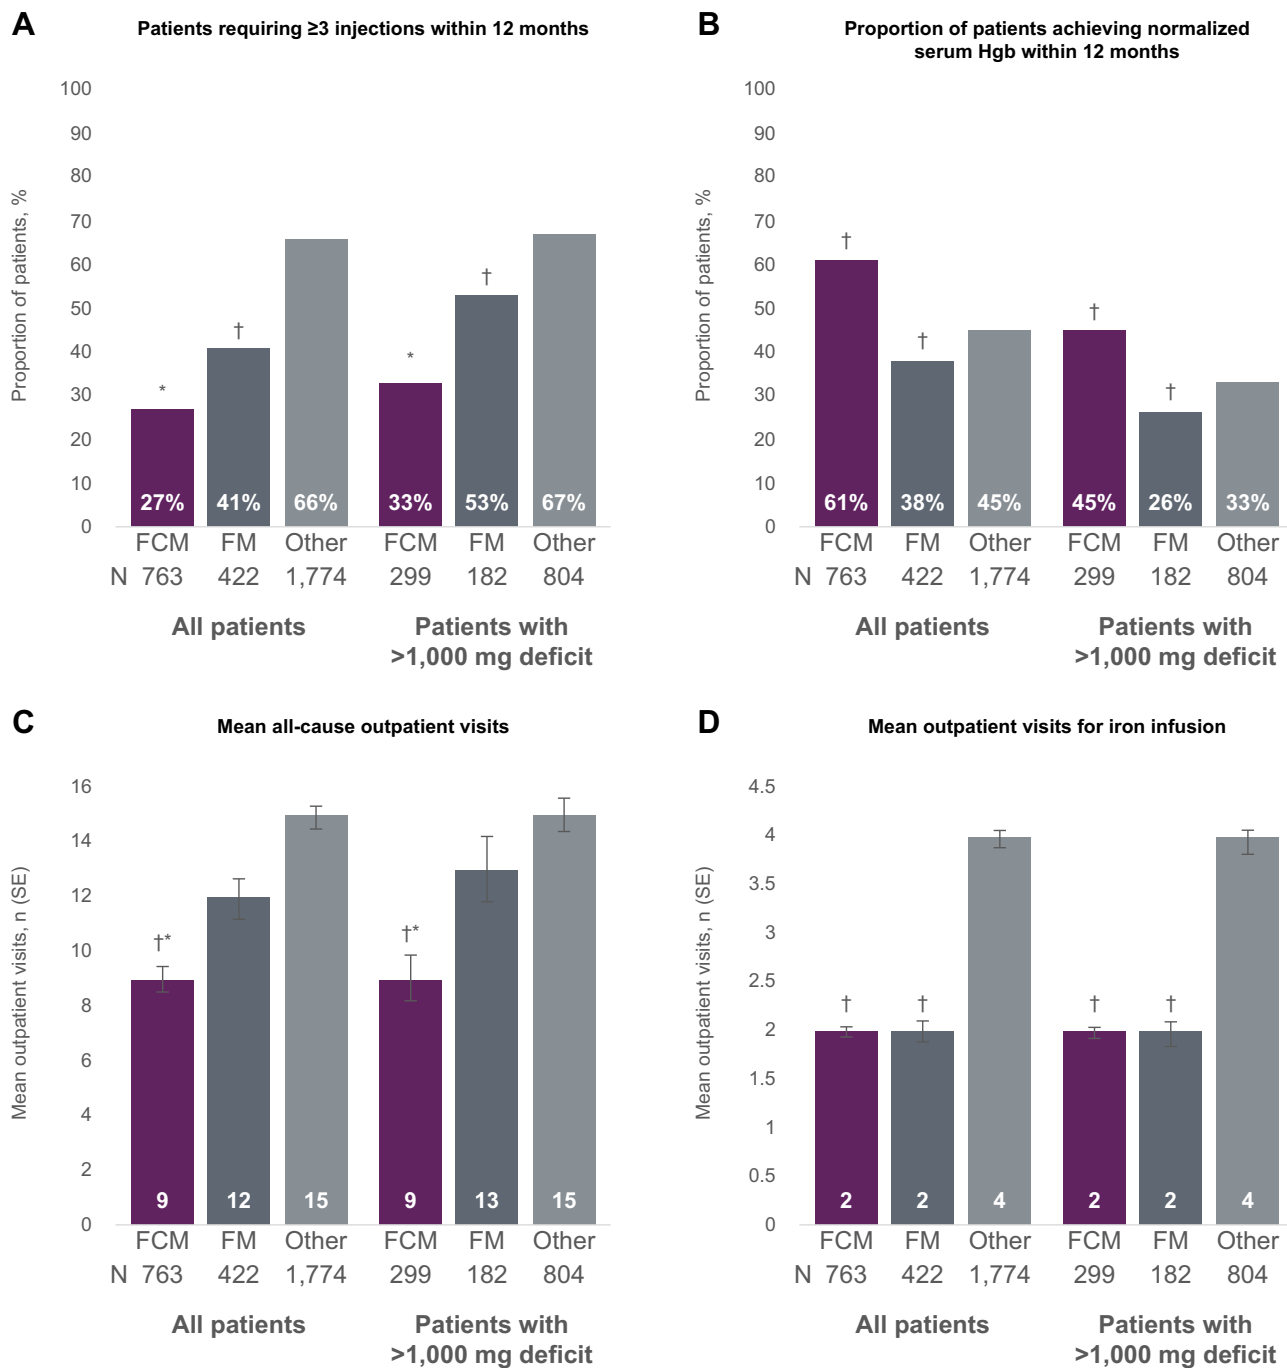 A
Patients requiring ≥3 injections within 12 months
Proportion of patients, %
100
90
80
70
60
50
40
30
20
10
0
*
†
*
†
27% 41% 66% 33% 53% 67%
FCM FM Other FCM FM Other
N 763 422 1,774 299 182 804
All patients
Patients with
>1,000 mg deficit
B
Proportion of patients achieving normalized
serum Hgb within 12 months
Proportion of patients, %
100
90
80
70
60
50
40
30
20
10
0
†
†
†
†
61% 38% 45% 45% 26% 33%
FCM FM Other FCM FM Other
N 763 422 1,774 299 182 804
All patients
Patients with
>1,000 mg deficit
C
Mean all-cause outpatient visits
Mean outpatient visits, n (SE)
16
14
12
10
8
6
4
2
0
†*
†*
9 12 15 9 13 15
FCM FM Other FCM FM Other
N 763 422 1,774 299 182 804
All patients
Patients with
>1,000 mg deficit
D
Mean outpatient visits for iron infusion
Mean outpatient visits, n (SE)
4.5
4
3.5
3
2.5
2
1.5
1
0.5
0
† † † †
2 2 4 2 2 4
FCM FM Other FCM FM Other
N 763 422 1,774 299 182 804
All patients
Patients with
>1,000 mg deficit